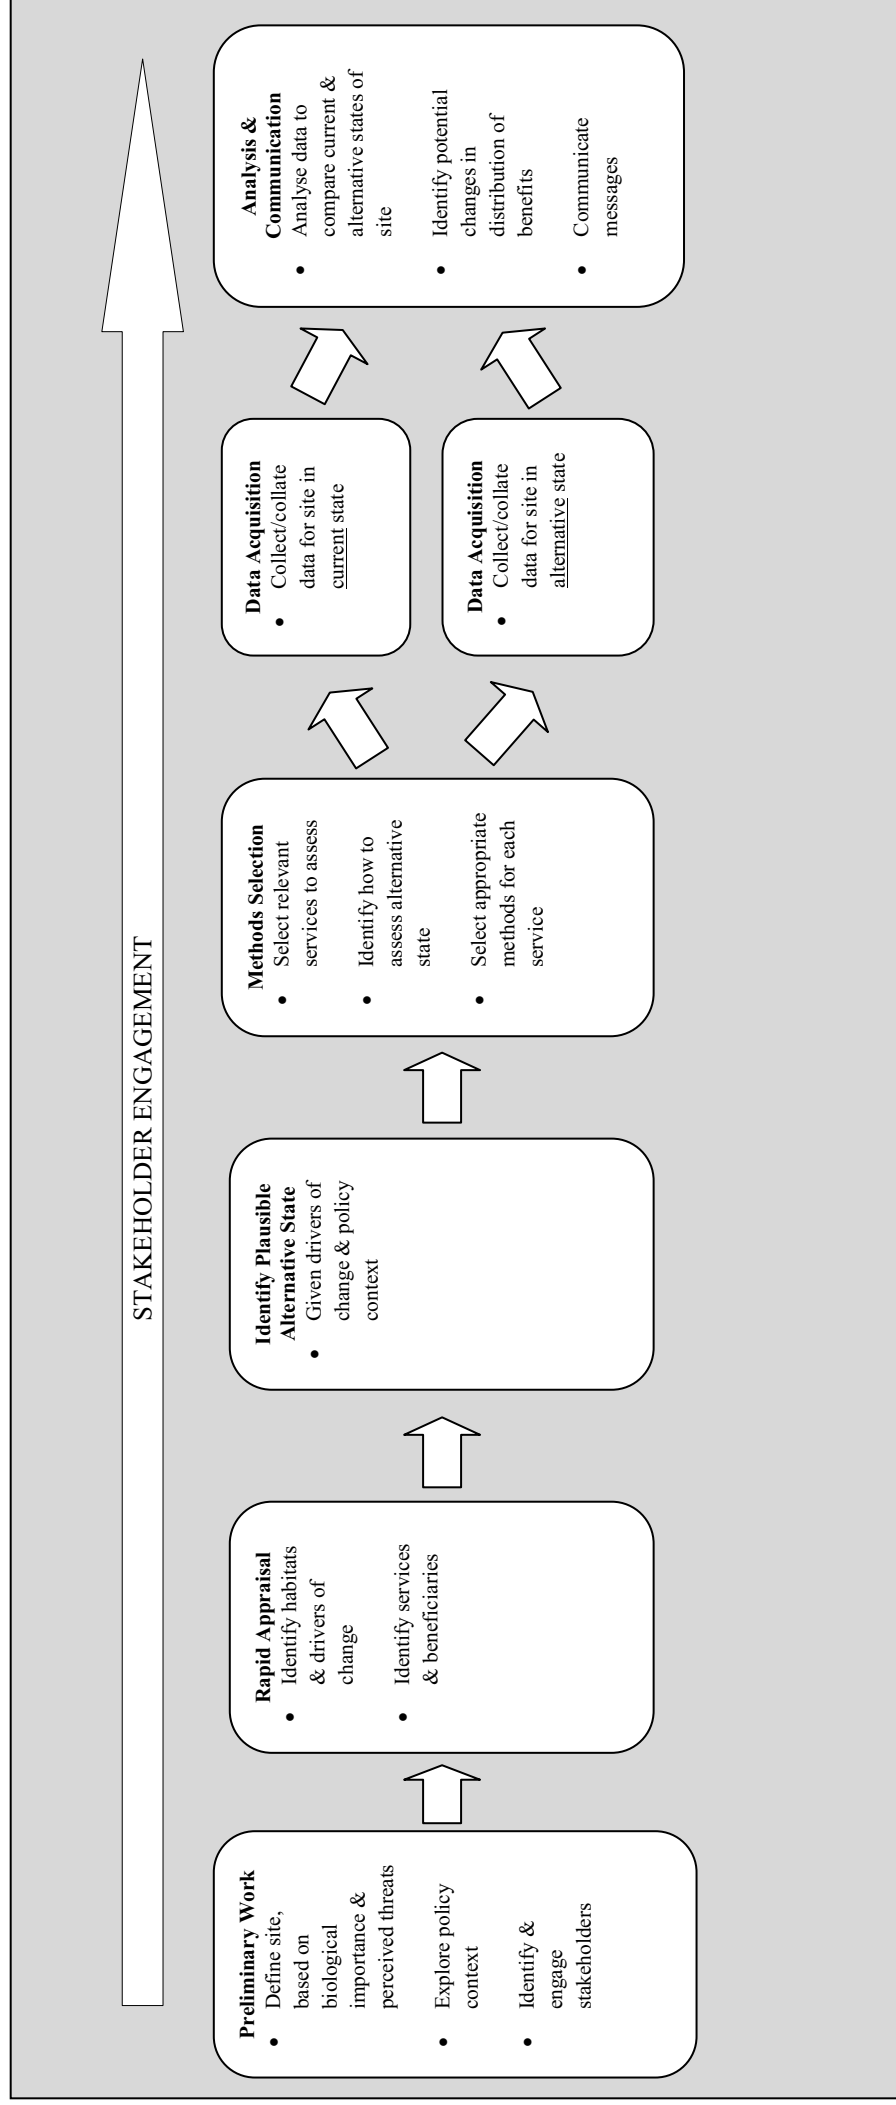 STAKEHOLDER ENGAGEMENT
Preliminary Work
• Define site,
based on
biological
importance &
perceived threats
• Explore policy
context
• Identify &
engage
stakeholders
Rapid Appraisal
• Identify habitats
& drivers of
change
• Identify services
& beneficiaries
Identify Plausible
Alternative State
• Given drivers of
change & policy
context
Methods Selection
• Select relevant
services to assess
• Identify how to
assess alternative
state
• Select appropriate
methods for each
service
Data Acquisition
• Collect/collate
data for site in
current state
Data Acquisition
• Collect/collate
data for site in
alternative state
Analysis &
Communication
• Analyse data to
compare current &
alternative states of
site
• Identify potential
changes in
distribution of
benefits
• Communicate
messages